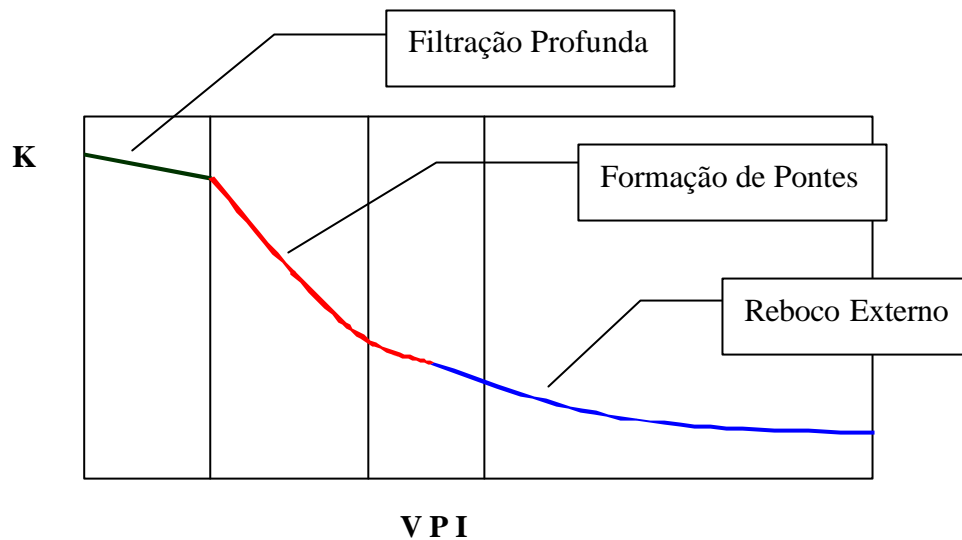 Filtração Profunda
K
Formação de Pontes
Reboco Externo
V P I